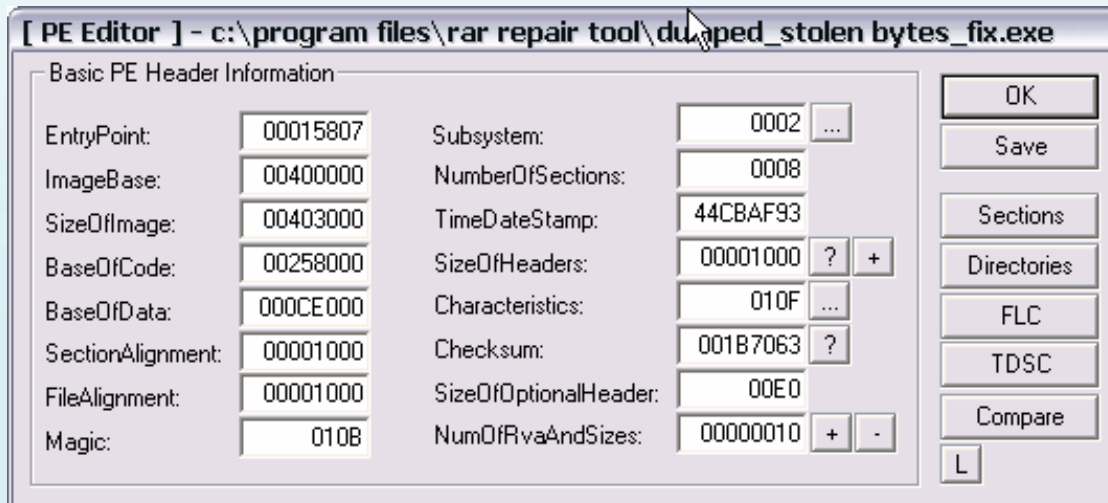 [ PE Editor ] - c:\program files\rar repair tool\dumped_stolen bytes_fix.exe
Basic PE Header Information
EntryPoint: 00015807
ImageBase: 00400000
SizeOfImage: 00403000
BaseOfCode: 00258000
BaseOfData: 000CE000
SectionAlignment: 00001000
FileAlignment: 00001000
Magic: 010B
Subsystem: 0002 ...
NumberOfSections: 0008
TimeDateStamp: 44CBAF93
SizeOfHeaders: 00001000 ? +
Characteristics: 010F ...
Checksum: 001B7063 ?
SizeOfOptionalHeader: 00E0
NumOfRvaAndSizes: 00000010 + -
OK
Save
Sections
Directories
FLC
TDSC
Compare
L